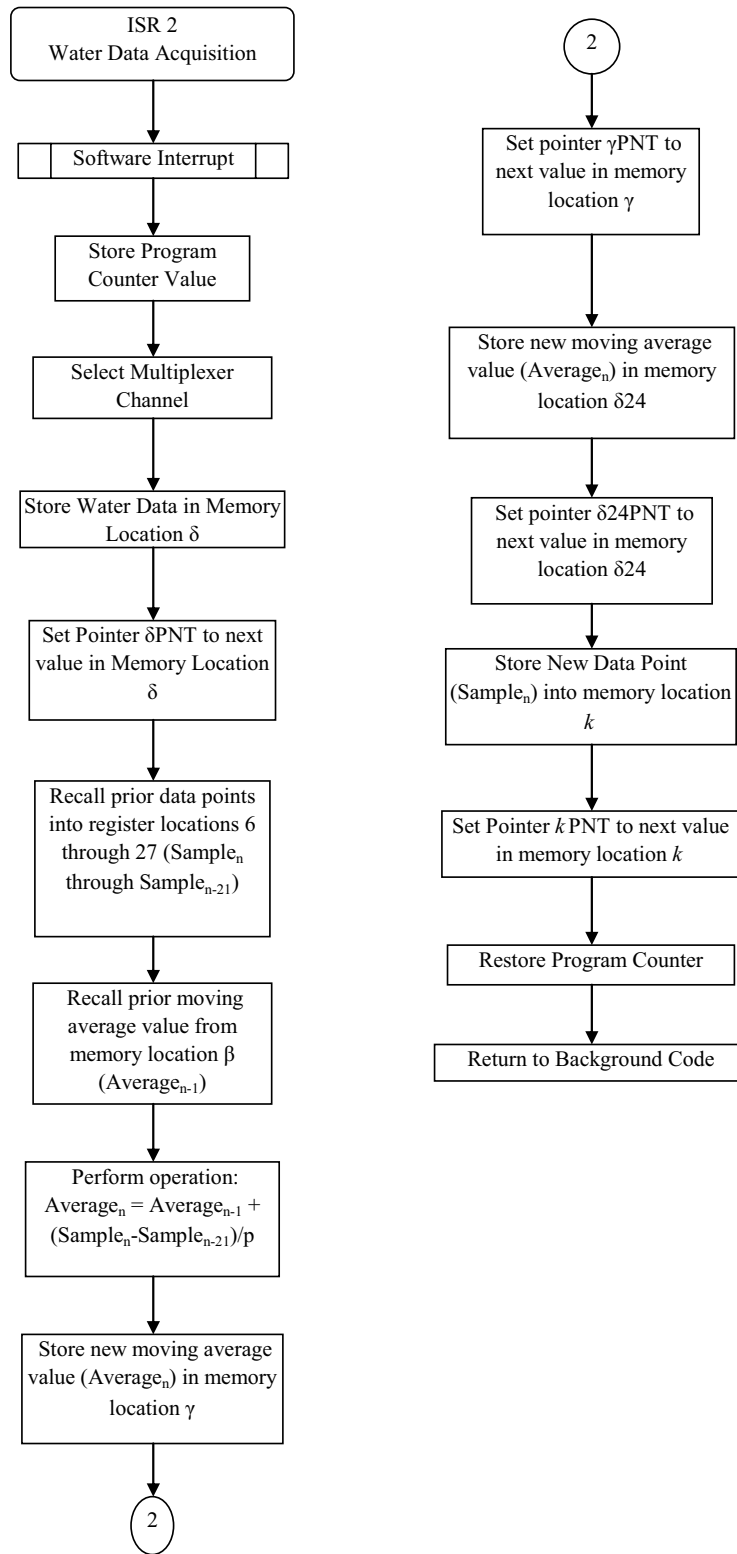 ISR 2
Water Data Acquisition
Software Interrupt
Store Program
Counter Value
Select Multiplexer
Channel
Store Water Data in Memory
Location δ
Set Pointer δPNT to next
value in Memory Location
δ
Recall prior data points
into register locations 6
through 27 (Sampleₙ
through Sampleₙ₋₂₁)
Recall prior moving
average value from
memory location β
(Averageₙ₋₁)
Perform operation:
Averageₙ = Averageₙ₋₁ +
(Sampleₙ-Sampleₙ₋₂₁)/p
Store new moving average
value (Averageₙ) in memory
location γ
2
2
Set pointer γPNT to
next value in memory
location γ
Store new moving average
value (Averageₙ) in memory
location δ24
Set pointer δ24PNT to
next value in memory
location δ24
Store New Data Point
(Sampleₙ) into memory location
k
Set Pointer k PNT to next value
in memory location k
Restore Program Counter
Return to Background Code